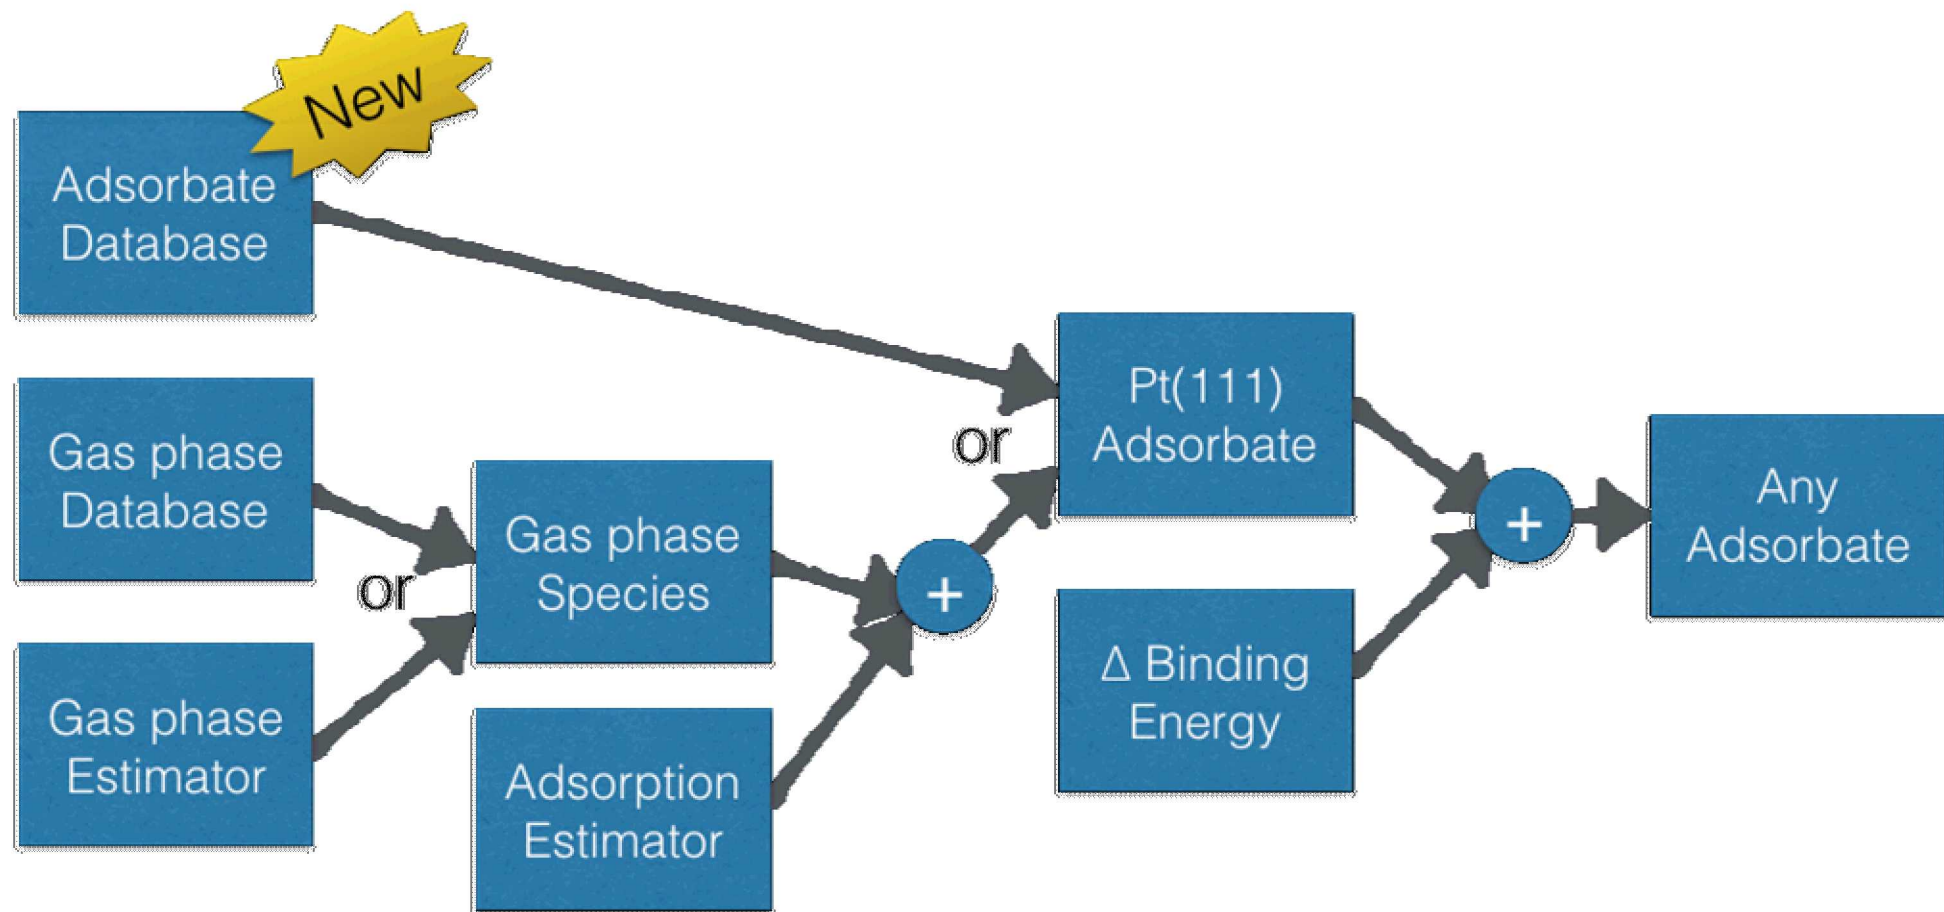 New
Adsorbate
Database
Gas phase
Database
or
Gas phase
Estimator
Gas phase
Species
Adsorption
Estimator
+
or
Pt(111)
Adsorbate
Δ Binding
Energy
+
Any
Adsorbate